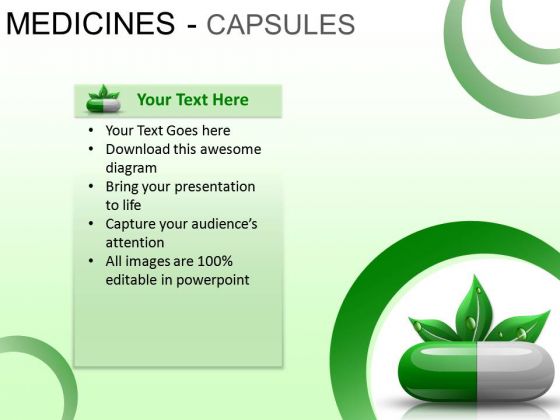 MEDICINES - CAPSULES
Your Text Here
• Your Text Goes here
• Download this awesome
diagram
• Bring your presentation
to life
• Capture your audience's
attention
• All images are 100%
editable in powerpoint